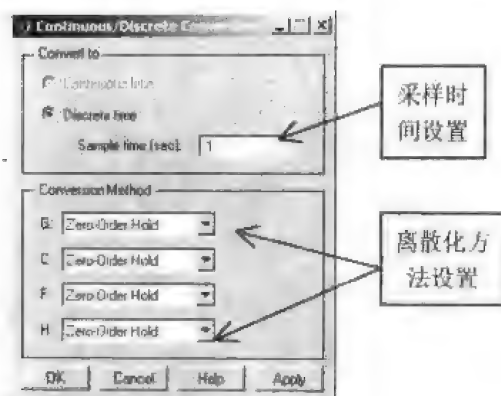 Continuous/Discrete
Convert to
Continuous time
Discrete time
Sample time (sec): 1
采样时
间设置
Conversion Method
G: Zero-Order Hold
C: Zero-Order Hold
F: Zero-Order Hold
H: Zero-Order Hold
离散化方
法设置
OK Cancel Help Apply